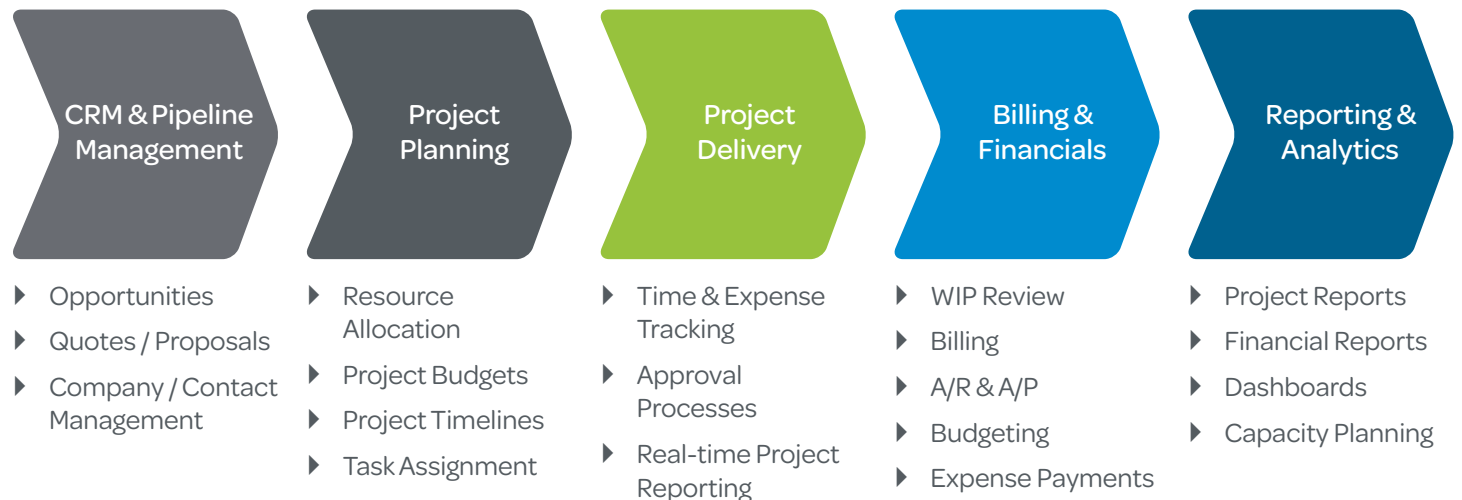 CRM & Pipeline
Management
Project
Planning
Project
Delivery
Billing &
Financials
Reporting &
Analytics
Opportunities
Quotes / Proposals
Company / Contact
Management
Resource
Allocation
Project Budgets
Project Timelines
Task Assignment
Time & Expense
Tracking
Approval
Processes
Real-time Project
Reporting
WIP Review
Billing
A/R & A/P
Budgeting
Expense Payments
Project Reports
Financial Reports
Dashboards
Capacity Planning